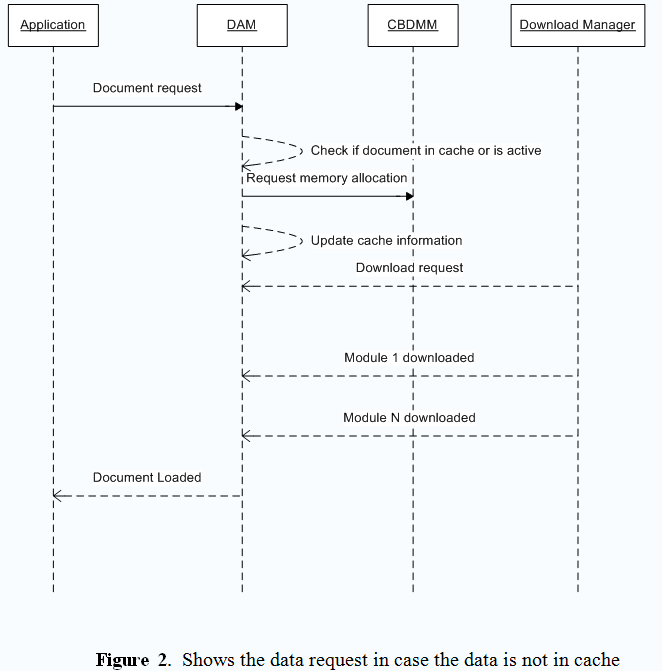 Application
DAM
CBDMM
Download Manager
Document request
Check if document in cache or is active
Request memory allocation
Update cache information
Download request
Module 1 downloaded
Module N downloaded
Document Loaded
Figure 2. Shows the data request in case the data is not in cache